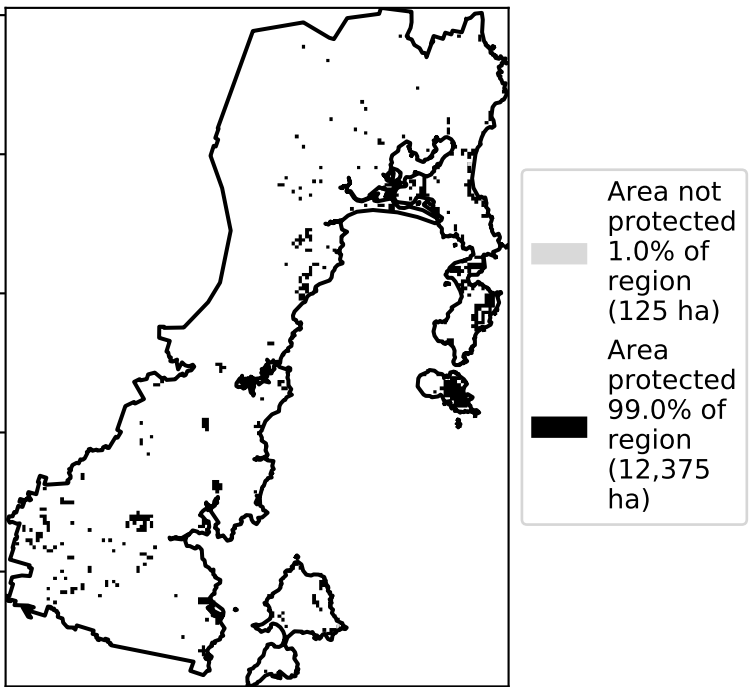 Area not
protected
1.0% of
region
(125 ha)
Area
protected
99.0% of
region
(12,375
ha)